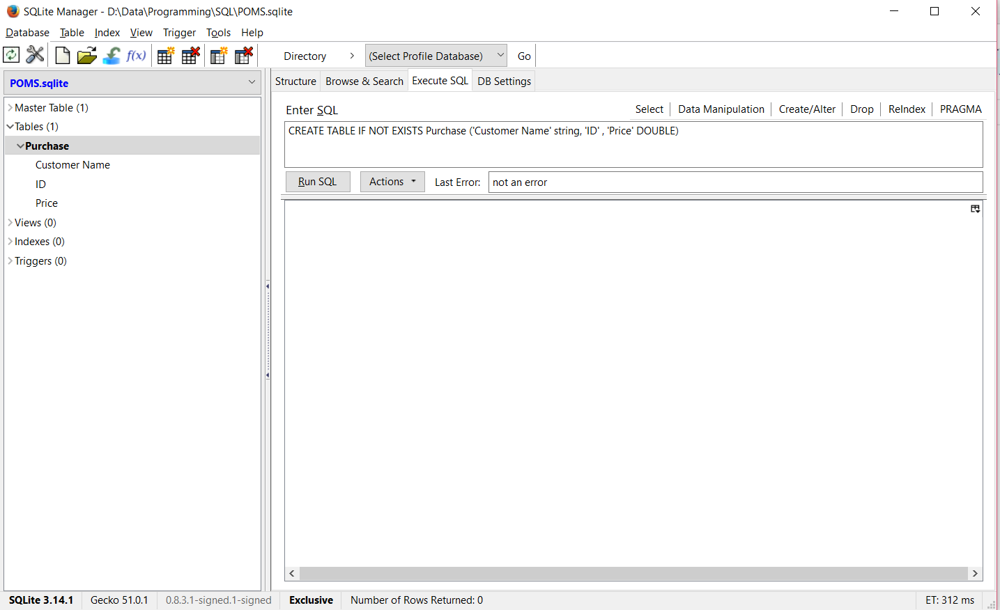 SQLite Manager - D:\Data\Programming\SQL\POMS.sqlite
Database Table Index View Trigger Tools Help
f(x) Directory > (Select Profile Database) Go
POMS.sqlite
Master Table (1)
Tables (1)
Purchase
Customer Name
ID
Price
Views (0)
Indexes (0)
Triggers (0)
Structure Browse & Search Execute SQL DB Settings
Enter SQL Select Data Manipulation Create/Alter Drop ReIndex PRAGMA
CREATE TABLE IF NOT EXISTS Purchase ('Customer Name' string, 'ID' , 'Price' DOUBLE)
Run SQL Actions Last Error: not an error
SQLite 3.14.1 Gecko 51.0.1 0.8.3.1-signed.1-signed Exclusive Number of Rows Returned: 0 ET: 312 ms